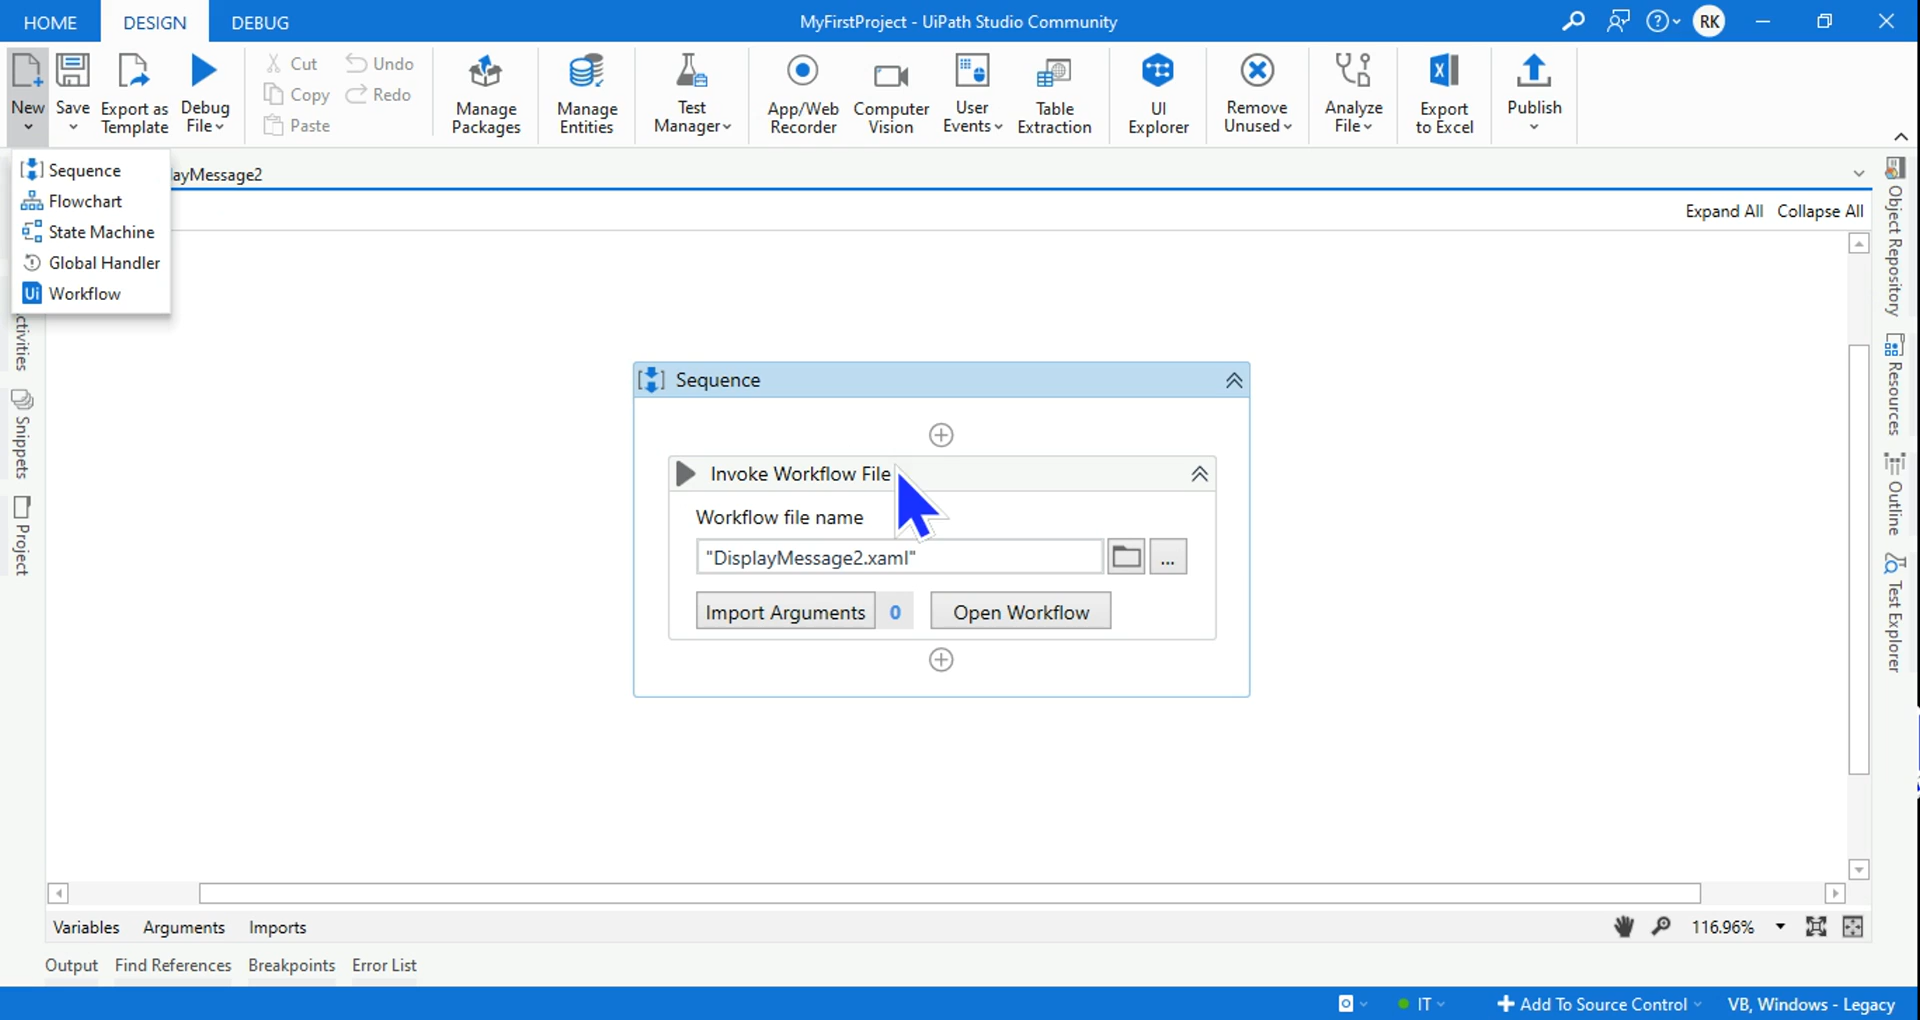 HOME DESIGN DEBUG MyFirstProject - UiPath Studio Community RK
New Save Export as Template Debug File Cut Copy Paste Undo Redo Manage Packages Manage Entities Test Manager App/Web Recorder Computer Vision User Events Table Extraction UI Explorer Remove Unused Analyze File Export to Excel Publish
Sequence
Flowchart
State Machine
Global Handler
Ui Workflow
ayMessage2
Expand All Collapse All
ctivities
Snippets
Project
Object Repository
Resources
Outline
Test Explorer
Sequence
Invoke Workflow File
Workflow file name
"DisplayMessage2.xaml" ...
Import Arguments 0 Open Workflow
Variables Arguments Imports 116.96%
Output Find References Breakpoints Error List
IT Add To Source Control VB, Windows - Legacy